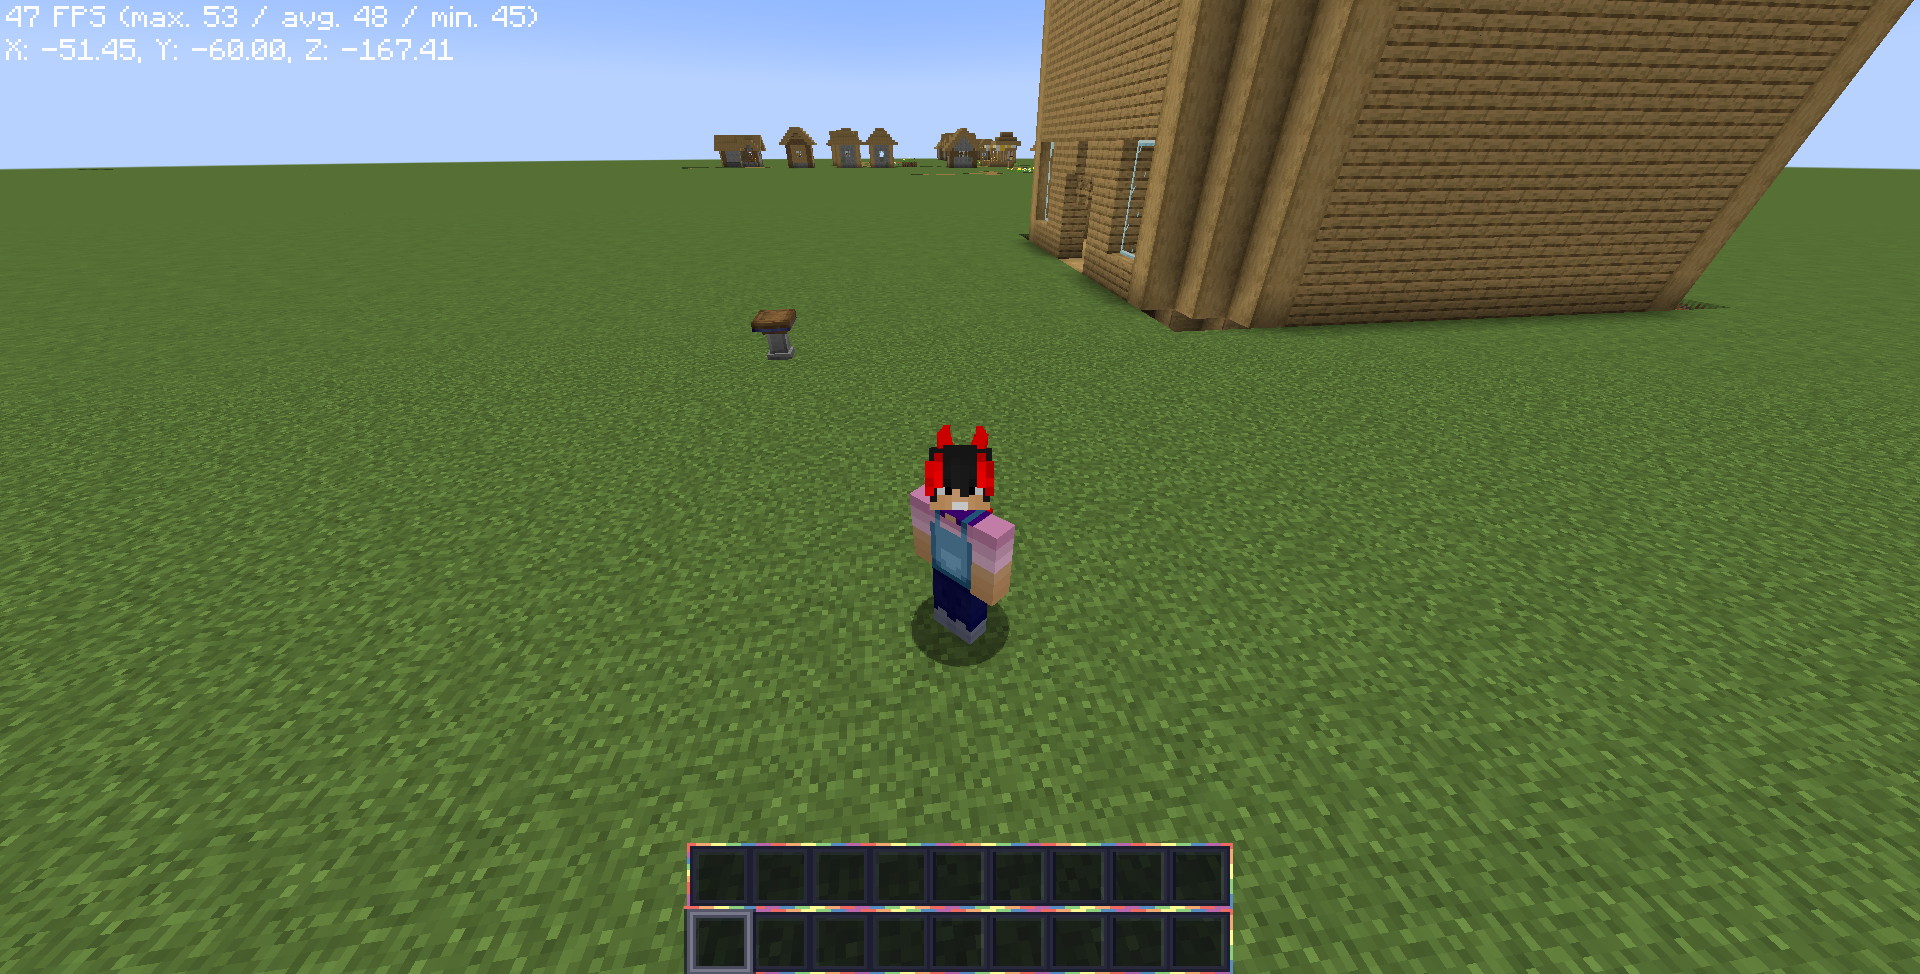 47 FPS (max. 53 / avg. 48 / min. 45)
X: -51.45, Y: -60.00, Z: -167.41